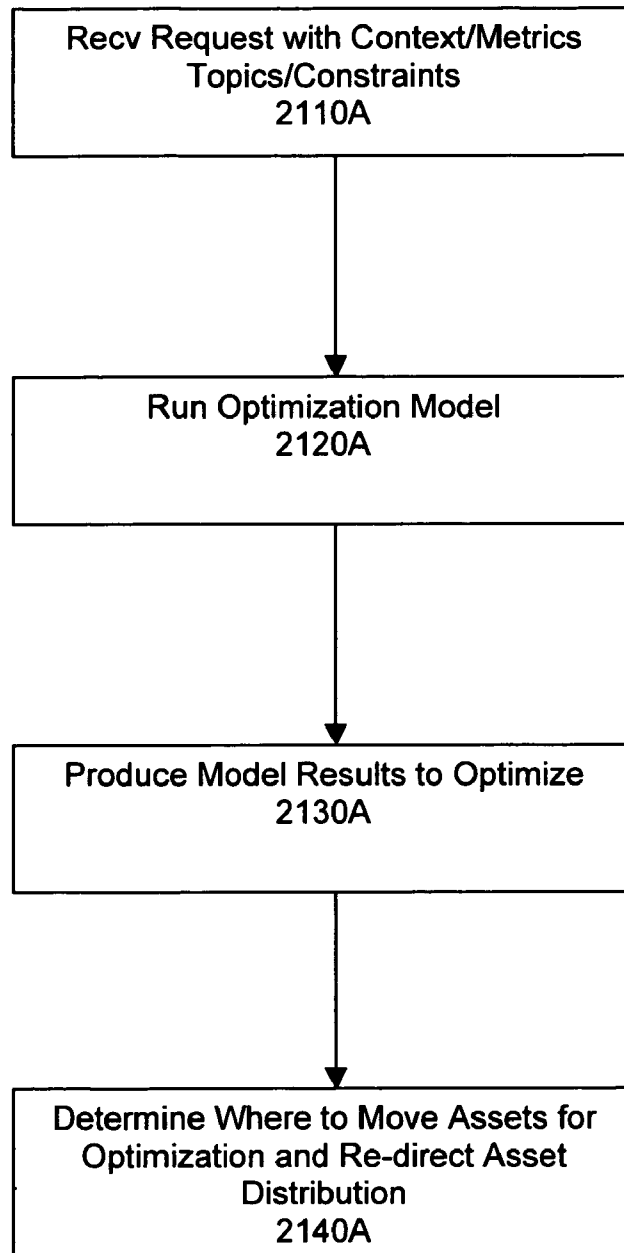 Recv Request with Context/Metrics
Topics/Constraints
2110A
Run Optimization Model
2120A
Produce Model Results to Optimize
2130A
Determine Where to Move Assets for
Optimization and Re-direct Asset
Distribution
2140A